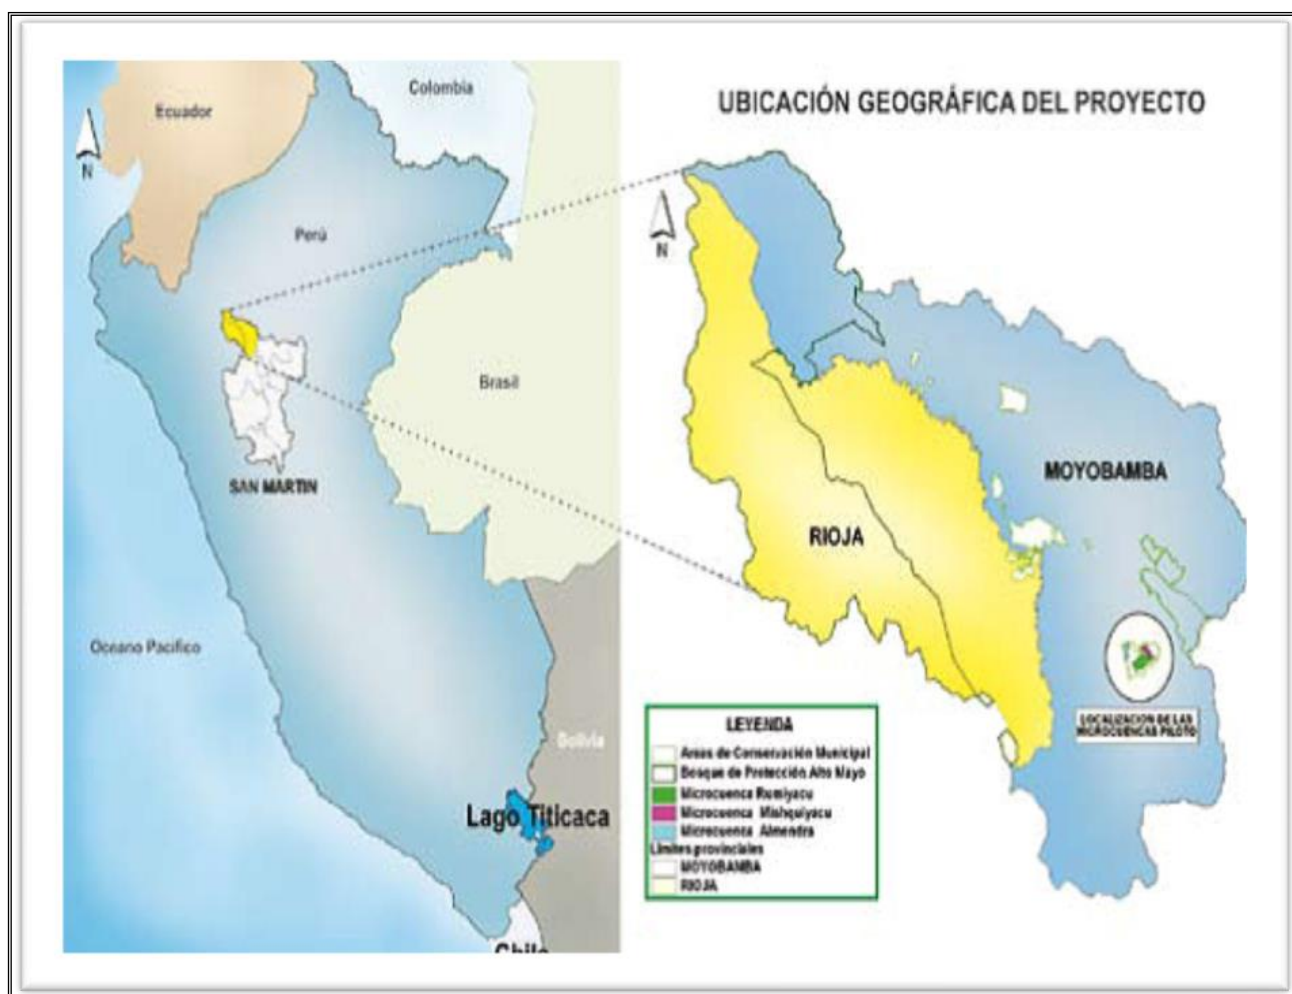 Colombia
Ecuador
N
Perú
Brasil
SAN MARTIN
Oceano Pacifico
Bolivia
Lago Titicaca
Chile
UBICACIÓN GEOGRÁFICA DEL PROYECTO
N
MOYOBAMBA
RIOJA
LOCALIZACION DE LAS
MICROCUENCAS PILOTO
LEYENDA
Areas de Conservación Municipal
Bosque de Protección Alto Mayo
Microcuenca Rumiyacu
Microcuenca Mishquiyacu
Microcuenca Almendra
Límites provinciales
MOYOBAMBA
RIOJA